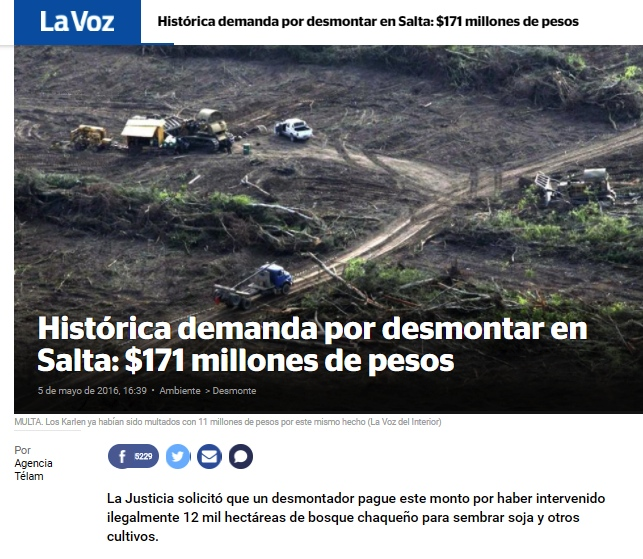 La Voz
Histórica demanda por desmontar en Salta: $171 millones de pesos
Histórica demanda por desmontar en
Salta: $171 millones de pesos
5 de mayo de 2016, 16:39 • Ambiente > Desmonte
MULTA. Los Karlen ya habían sido multados con 11 millones de pesos por este mismo hecho (La Voz del Interior)
Por
Agencia
Télam
f 5229
La Justicia solicitó que un desmontador pague este monto por haber intervenido
ilegalmente 12 mil hectáreas de bosque chaqueño para sembrar soja y otros
cultivos.